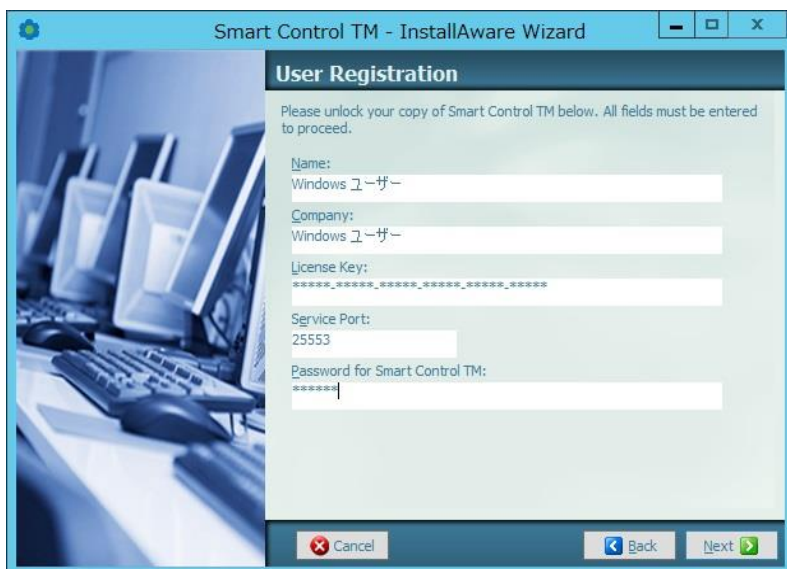 Smart Control TM - InstallAware Wizard
User Registration
Please unlock your copy of Smart Control TM below. All fields must be entered
to proceed.
Name:
Windows ユーザー
Company:
Windows ユーザー
License Key:
*****-*****-*****-*****-*****-*****
Service Port:
25553
Password for Smart Control TM:
******
Cancel
Back
Next